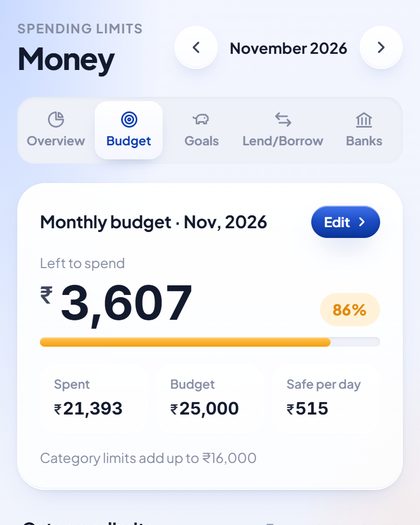 SPENDING LIMITS
Money
November 2026
Overview
Budget
Goals
Lend/Borrow
Banks
Monthly budget · Nov, 2026
Edit
Left to spend
₹ 3,607
86%
Spent
₹21,393
Budget
₹25,000
Safe per day
₹515
Category limits add up to ₹16,000